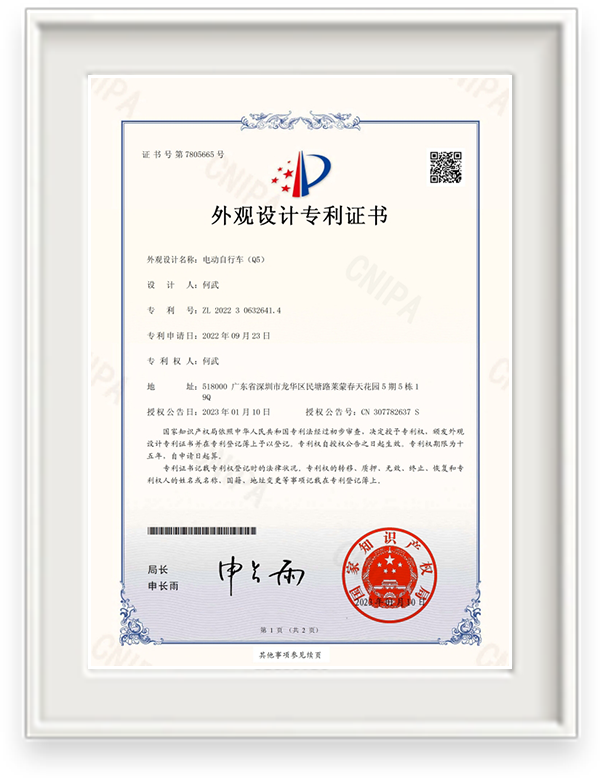 证书号第7805665号
外观设计专利证书
外观设计名称：电动自行车（Q5）
设 计 人：何武
专 利 号：ZL 2022 3 0632641.4
专利申请日：2022年09月23日
专 利 权 人：何武
地 址：518000 广东省深圳市龙华区民塘路莱蒙春天花园5期5栋1
9Q
授权公告日：2023年01月10日 授权公告号：CN 307782637 S
国家知识产权局依照中华人民共和国专利法经过初步审查，决定授予专利权，颁发外观
设计专利证书并在专利登记簿上予以登记。专利权自授权公告之日起生效。专利权期限为十
五年，自申请日起算。
专利证书记载专利权登记时的法律状况。专利权的转移、质押、无效、终止、恢复和专
利权人的姓名或名称、国籍、地址变更等事项记载在专利登记簿上。
局长
申长雨
申长雨
国家知识产权局
2023年01月10日
第 1 页 （共 2 页）
其他事项参见续页
CNIPA
CNIPA
CNIPA
CNIPA
CNIPA
CNIPA